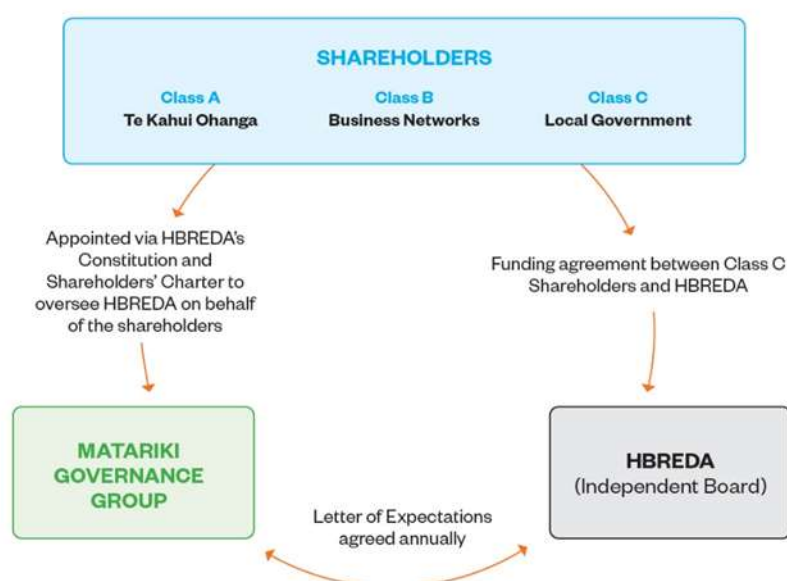 SHAREHOLDERS
Class A
Te Kahui Ohanga
Class B
Business Networks
Class C
Local Government
Appointed via HBREDA's
Constitution and
Shareholders' Charter to
oversee HBREDA on behalf
of the shareholders
Funding agreement between Class C
Shareholders and HBREDA
MATARIKI
GOVERNANCE
GROUP
HBREDA
(Independent Board)
Letter of Expectations
agreed annually